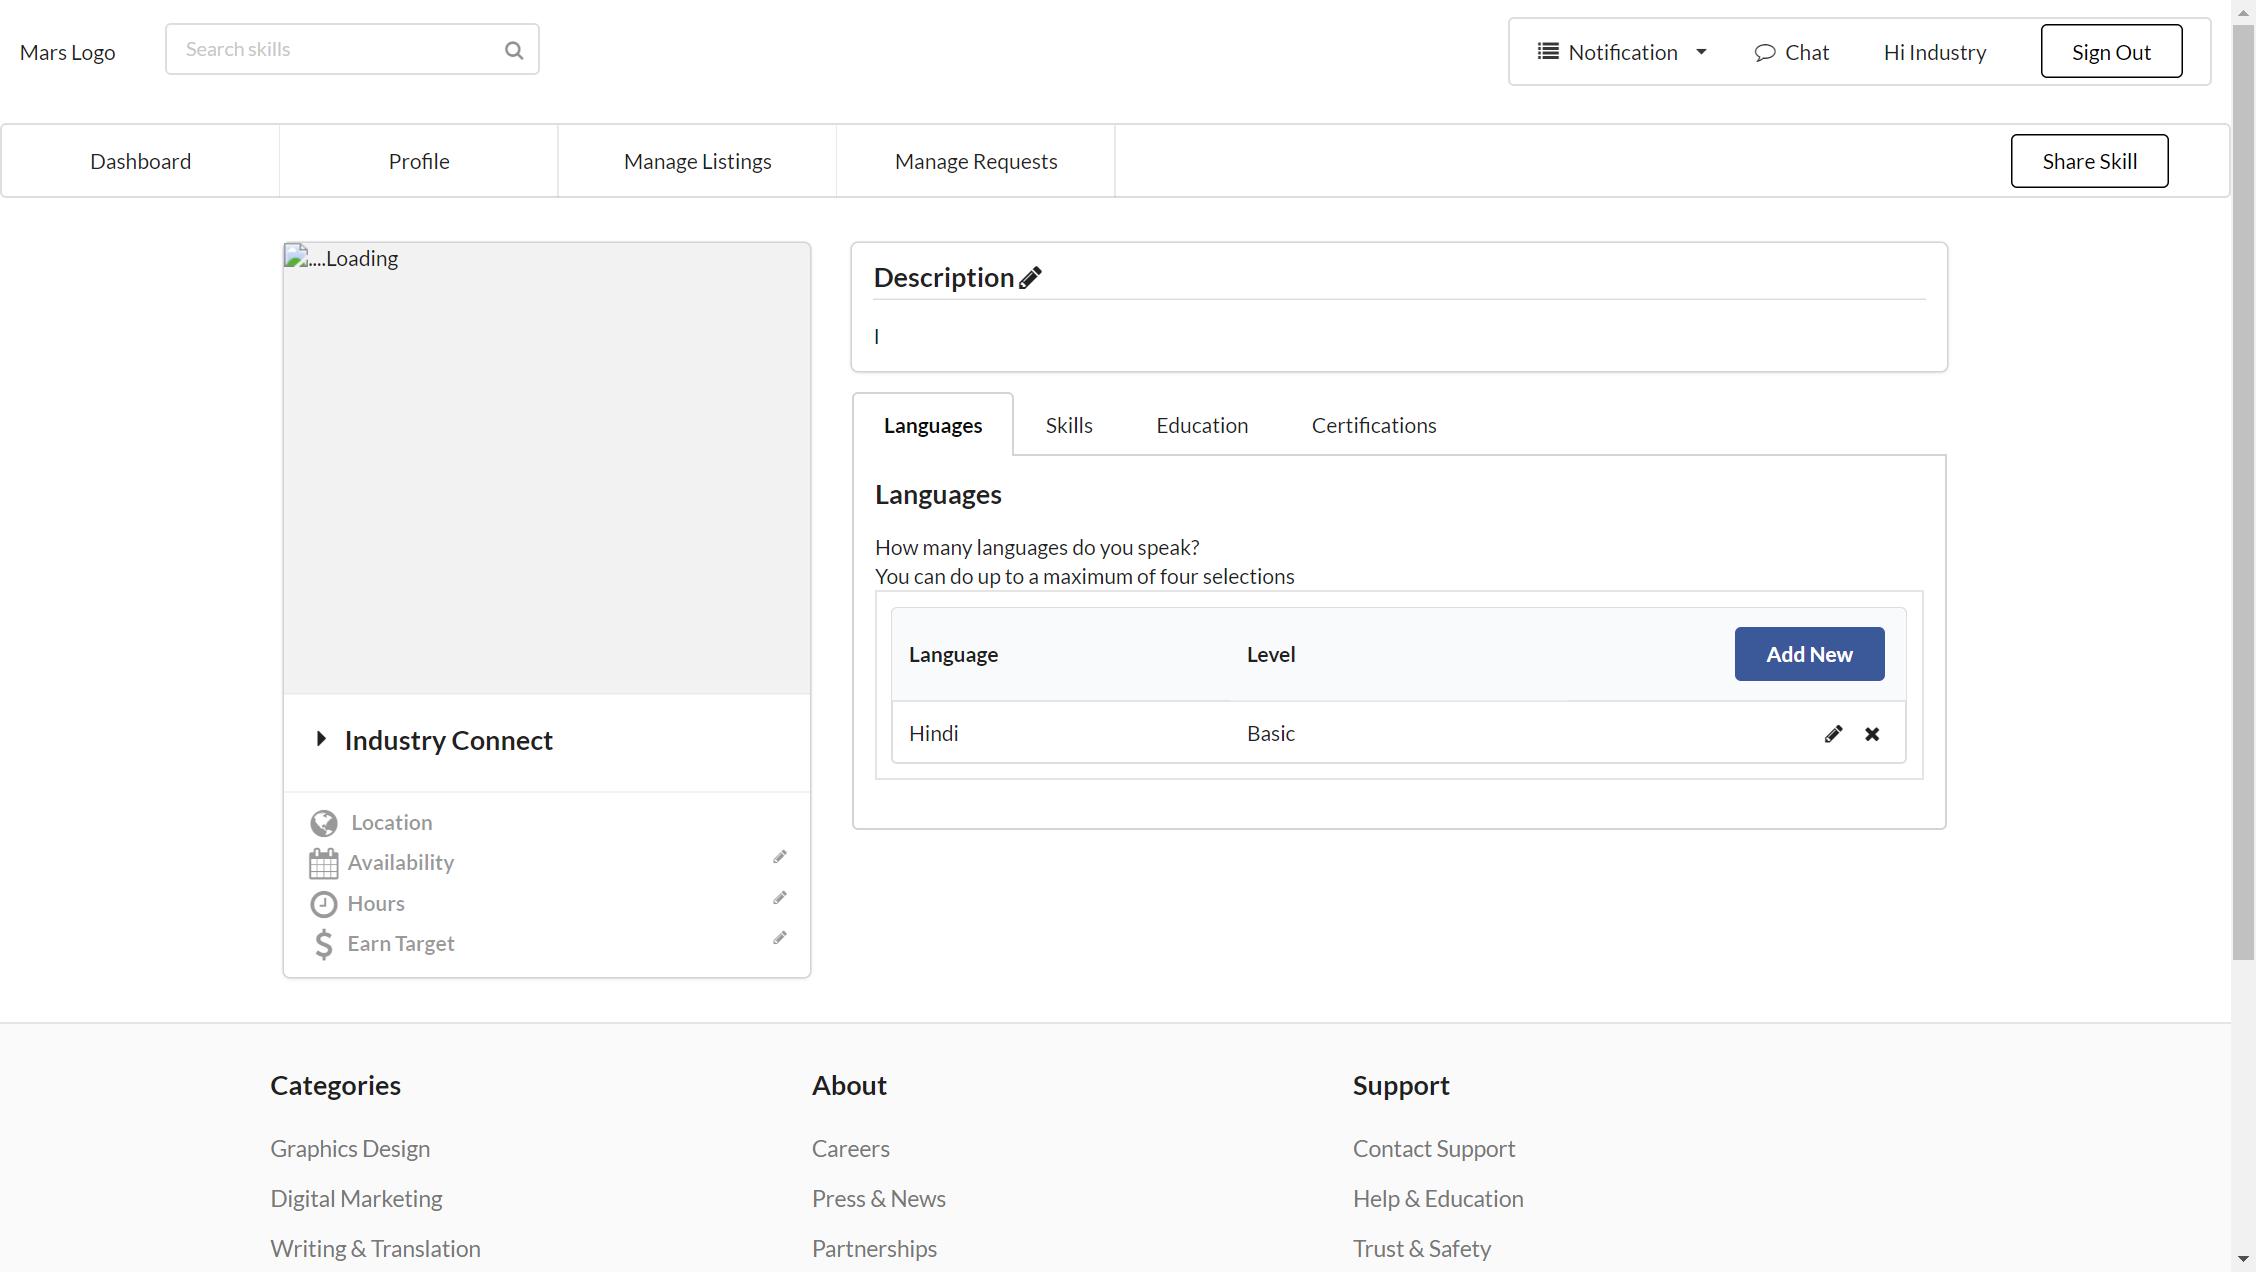 Mars Logo
Search skills
Notification
Chat
Hi Industry
Sign Out
Dashboard
Profile
Manage Listings
Manage Requests
Share Skill
....Loading
Industry Connect
Location
Availability
Hours
Earn Target
Description
I
Languages
Skills
Education
Certifications
Languages
How many languages do you speak?
You can do up to a maximum of four selections
Language
Level
Add New
Hindi
Basic
Categories
Graphics Design
Digital Marketing
Writing & Translation
About
Careers
Press & News
Partnerships
Support
Contact Support
Help & Education
Trust & Safety